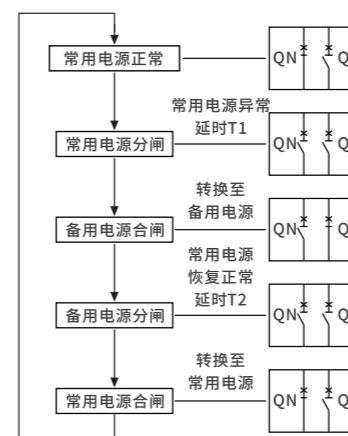 常用电源正常
QN
Q
常用电源异常
延时T1
常用电源分闸
QN
Q
转换至
备用电源
备用电源合闸
QN
Q
常用电源
恢复正常
延时T2
备用电源分闸
QN
Q
转换至
常用电源
常用电源合闸
QN
Q